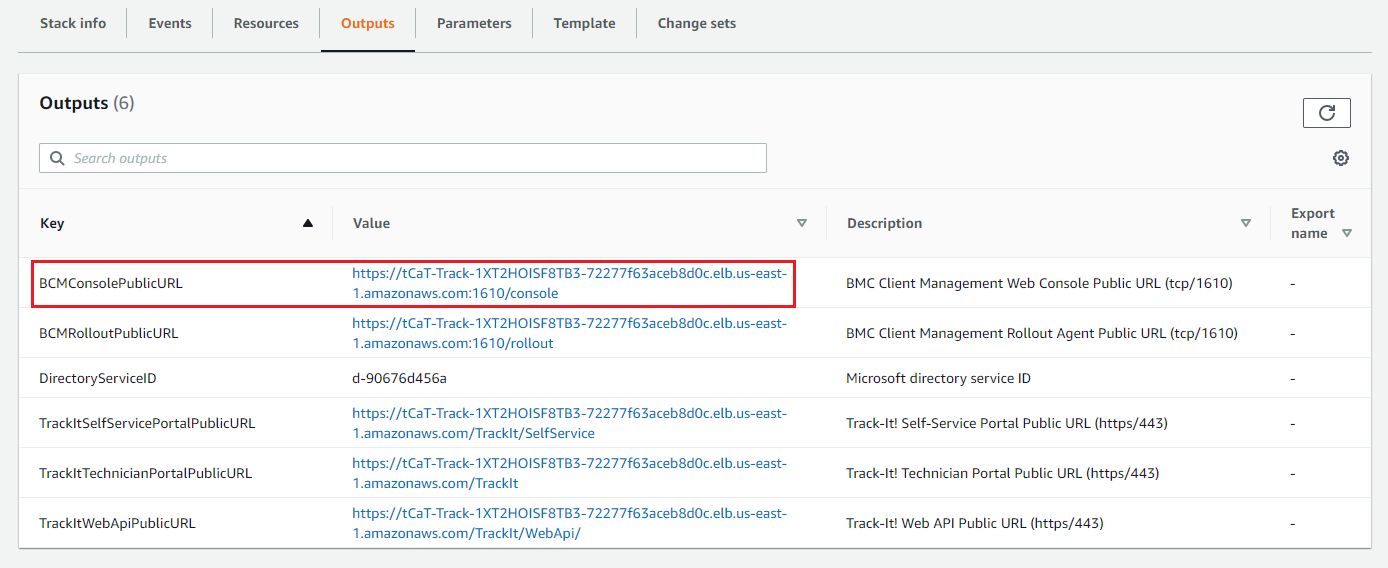 Stack info Events Resources Outputs Parameters Template Change sets
Outputs (6)
Search outputs
Key Value Description Export name
BCMConsolePublicURL https://tCaT-Track-1XT2HOISF8TB3-72277f63aceb8d0c.elb.us-east-
1.amazonaws.com:1610/console BMC Client Management Web Console Public URL (tcp/1610) -
BCMRolloutPublicURL https://tCaT-Track-1XT2HOISF8TB3-72277f63aceb8d0c.elb.us-east-
1.amazonaws.com:1610/rollout BMC Client Management Rollout Agent Public URL (tcp/1610) -
DirectoryServiceID d-90676d456a Microsoft directory service ID -
TrackItSelfServicePortalPublicURL https://tCaT-Track-1XT2HOISF8TB3-72277f63aceb8d0c.elb.us-east-
1.amazonaws.com/TrackIt/SelfService Track-It! Self-Service Portal Public URL (https/443) -
TrackItTechnicianPortalPublicURL https://tCaT-Track-1XT2HOISF8TB3-72277f63aceb8d0c.elb.us-east-
1.amazonaws.com/TrackIt Track-It! Technician Portal Public URL (https/443) -
TrackItWebApiPublicURL https://tCaT-Track-1XT2HOISF8TB3-72277f63aceb8d0c.elb.us-east-
1.amazonaws.com/TrackIt/WebApi/ Track-It! Web API Public URL (https/443) -